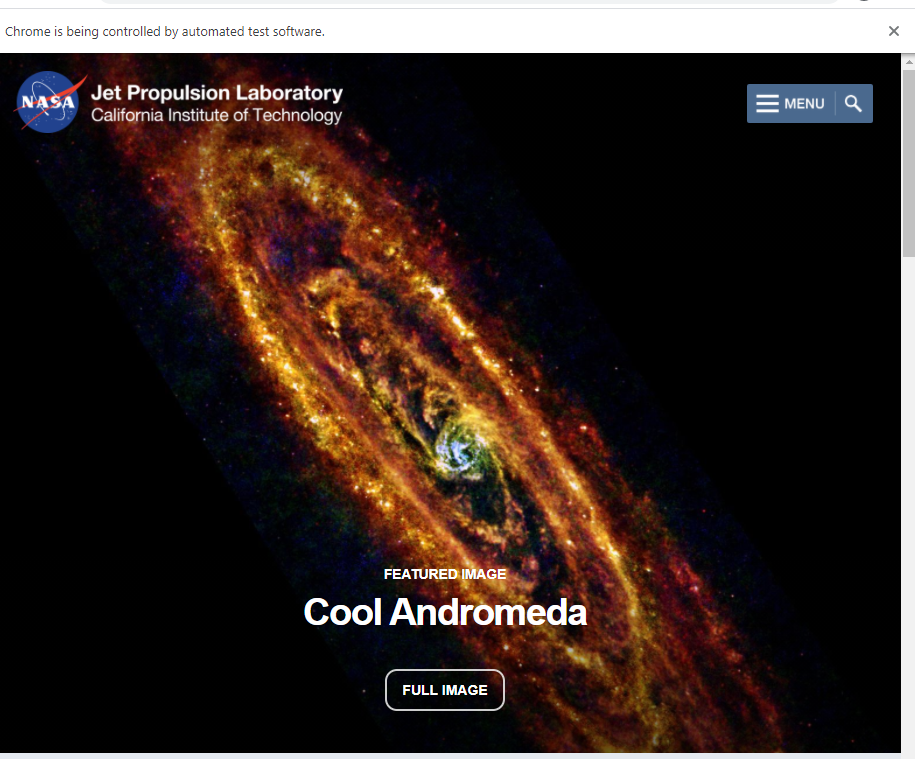 Chrome is being controlled by automated test software.
NASA
Jet Propulsion Laboratory
California Institute of Technology
MENU
FEATURED IMAGE
Cool Andromeda
FULL IMAGE